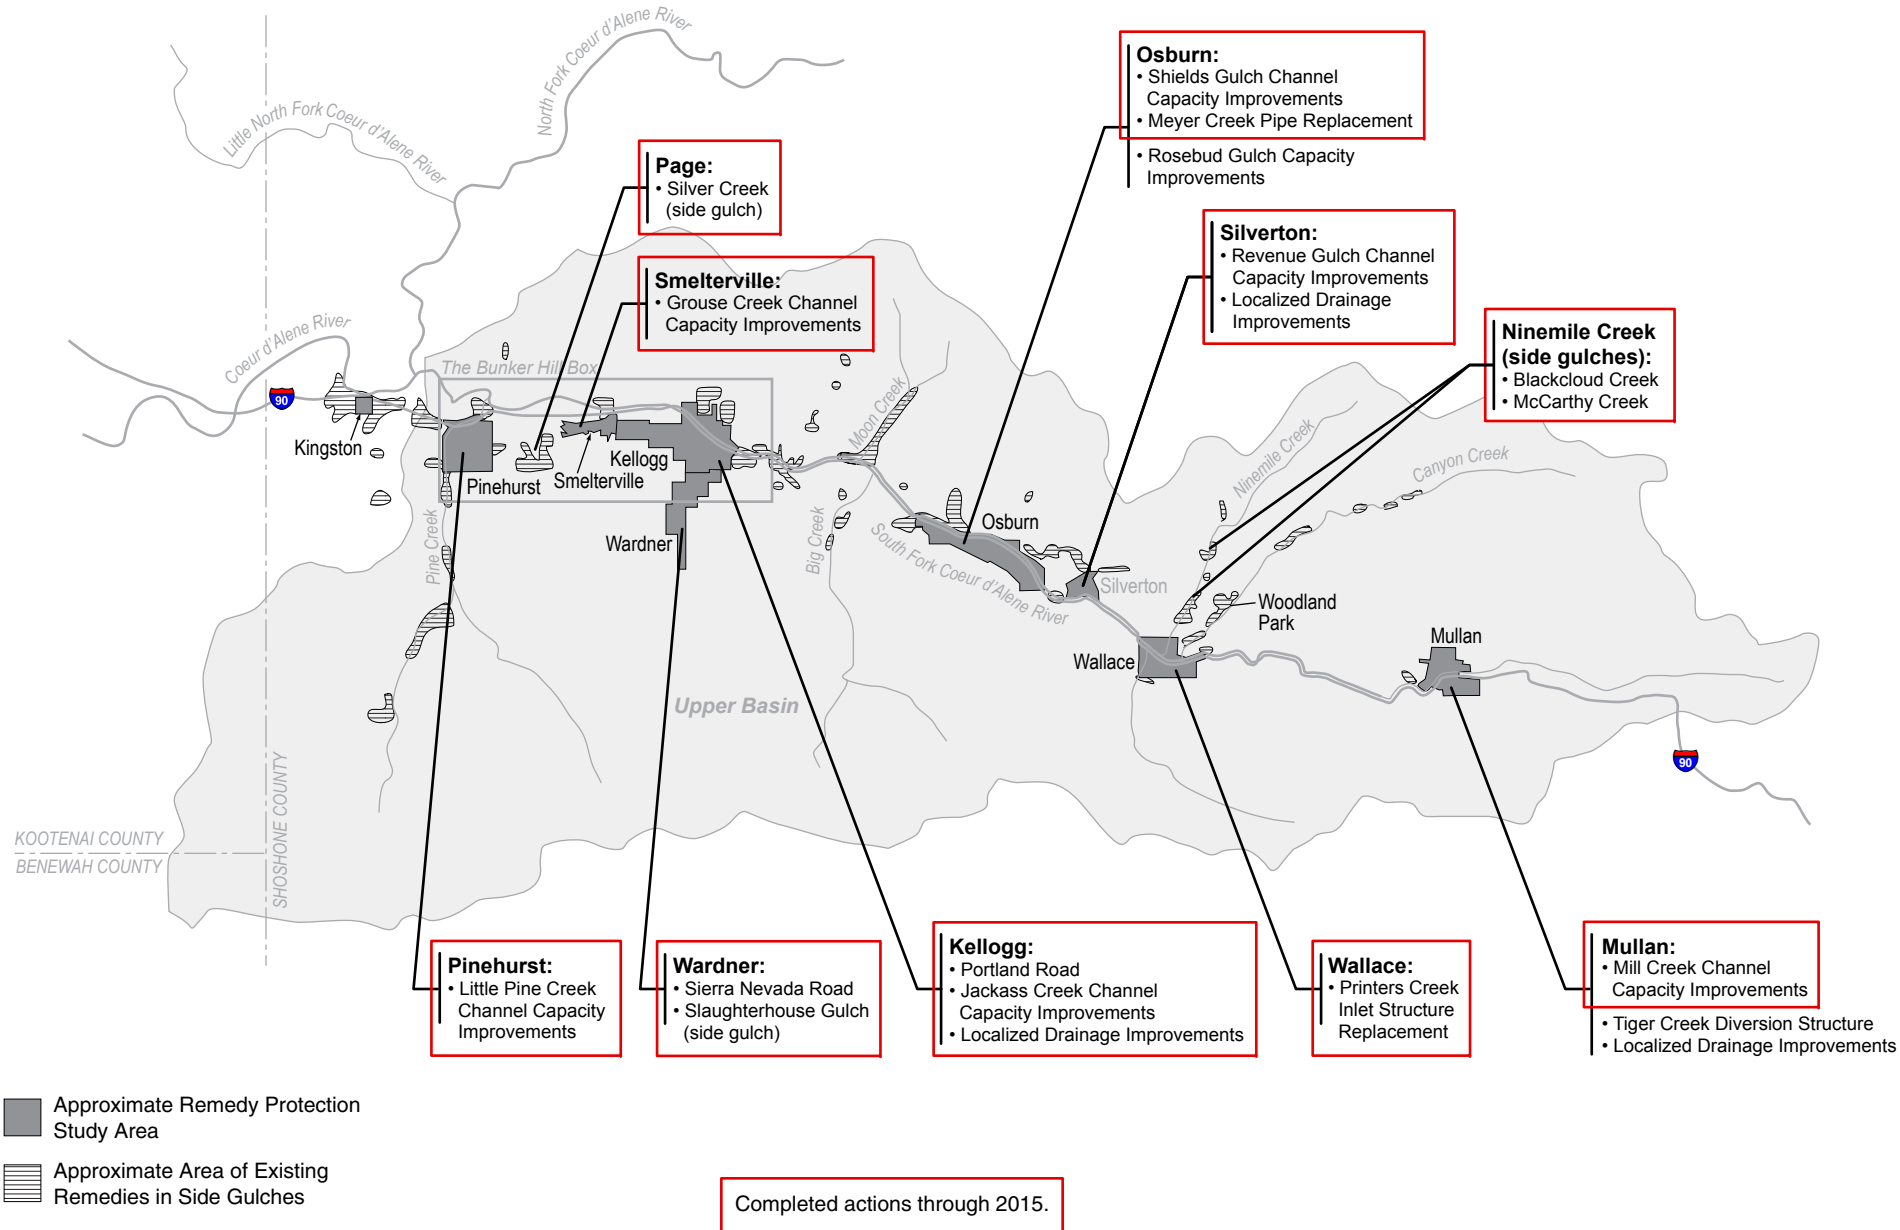 North Fork Coeur d'Alene River
Little North Fork Coeur d'Alene River
Osburn:
• Shields Gulch Channel
Capacity Improvements
• Meyer Creek Pipe Replacement
• Rosebud Gulch Capacity
Improvements
Page:
• Silver Creek
(side gulch)
Silverton:
• Revenue Gulch Channel
Capacity Improvements
• Localized Drainage
Improvements
Smelterville:
• Grouse Creek Channel
Capacity Improvements
Ninemile Creek
(side gulches):
• Blackcloud Creek
• McCarthy Creek
Coeur d'Alene River
The Bunker Hill Box
90
Kingston
Pinehurst
Smelterville
Kellogg
Wardner
Moon Creek
Ninemile Creek
Canyon Creek
Pine Creek
Big Creek
Osburn
South Fork Coeur d'Alene River
Silverton
Woodland
Park
Wallace
Mullan
Upper Basin
90
KOOTENAI COUNTY
BENEWAH COUNTY
SHOSHONE COUNTY
Pinehurst:
• Little Pine Creek
Channel Capacity
Improvements
Wardner:
• Sierra Nevada Road
• Slaughterhouse Gulch
(side gulch)
Kellogg:
• Portland Road
• Jackass Creek Channel
Capacity Improvements
• Localized Drainage Improvements
Wallace:
• Printers Creek
Inlet Structure
Replacement
Mullan:
• Mill Creek Channel
Capacity Improvements
• Tiger Creek Diversion Structure
• Localized Drainage Improvements
Approximate Remedy Protection
Study Area
Approximate Area of Existing
Remedies in Side Gulches
Completed actions through 2015.